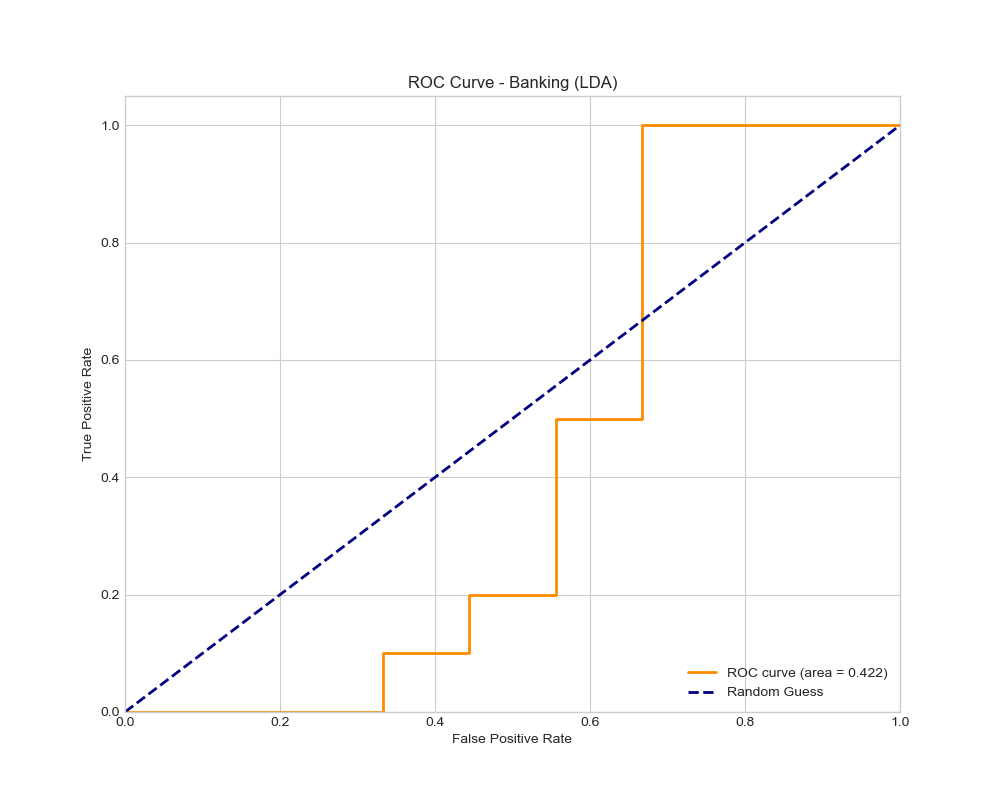 ROC Curve - Banking (LDA)
1.0
0.8
0.6
0.4
0.2
0.0
True Positive Rate
0.0 0.2 0.4 0.6 0.8 1.0
False Positive Rate
ROC curve (area = 0.422)
Random Guess